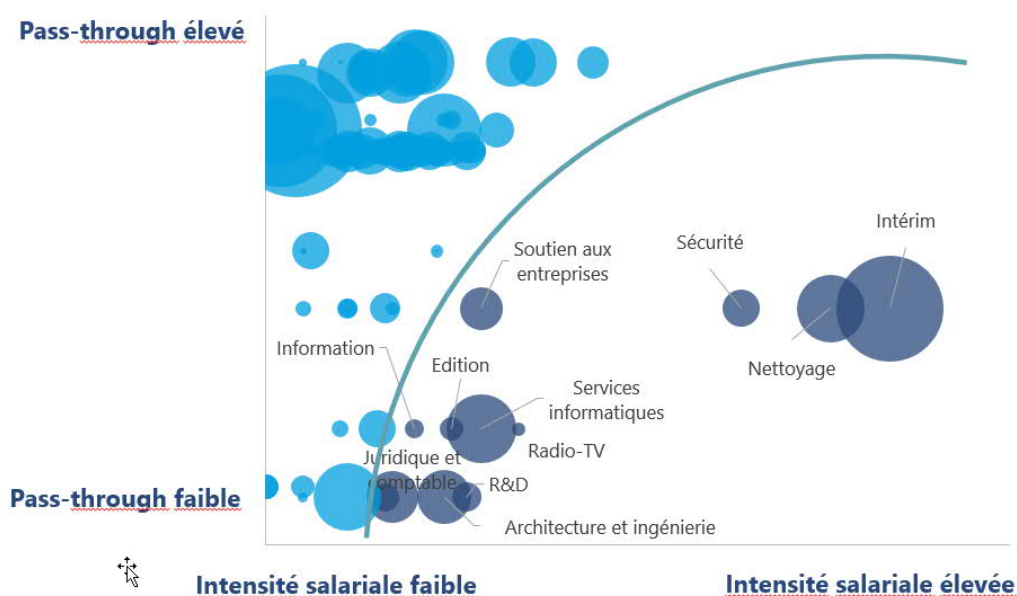 Pass-through élevé
Intérim
Sécurité
Soutien aux
entreprises
Information
Edition
Nettoyage
Services
informatiques
Radio-TV
Juridique et
comptable
R&D
Pass-through faible
Architecture et ingénierie
Intensité salariale faible
Intensité salariale élevée